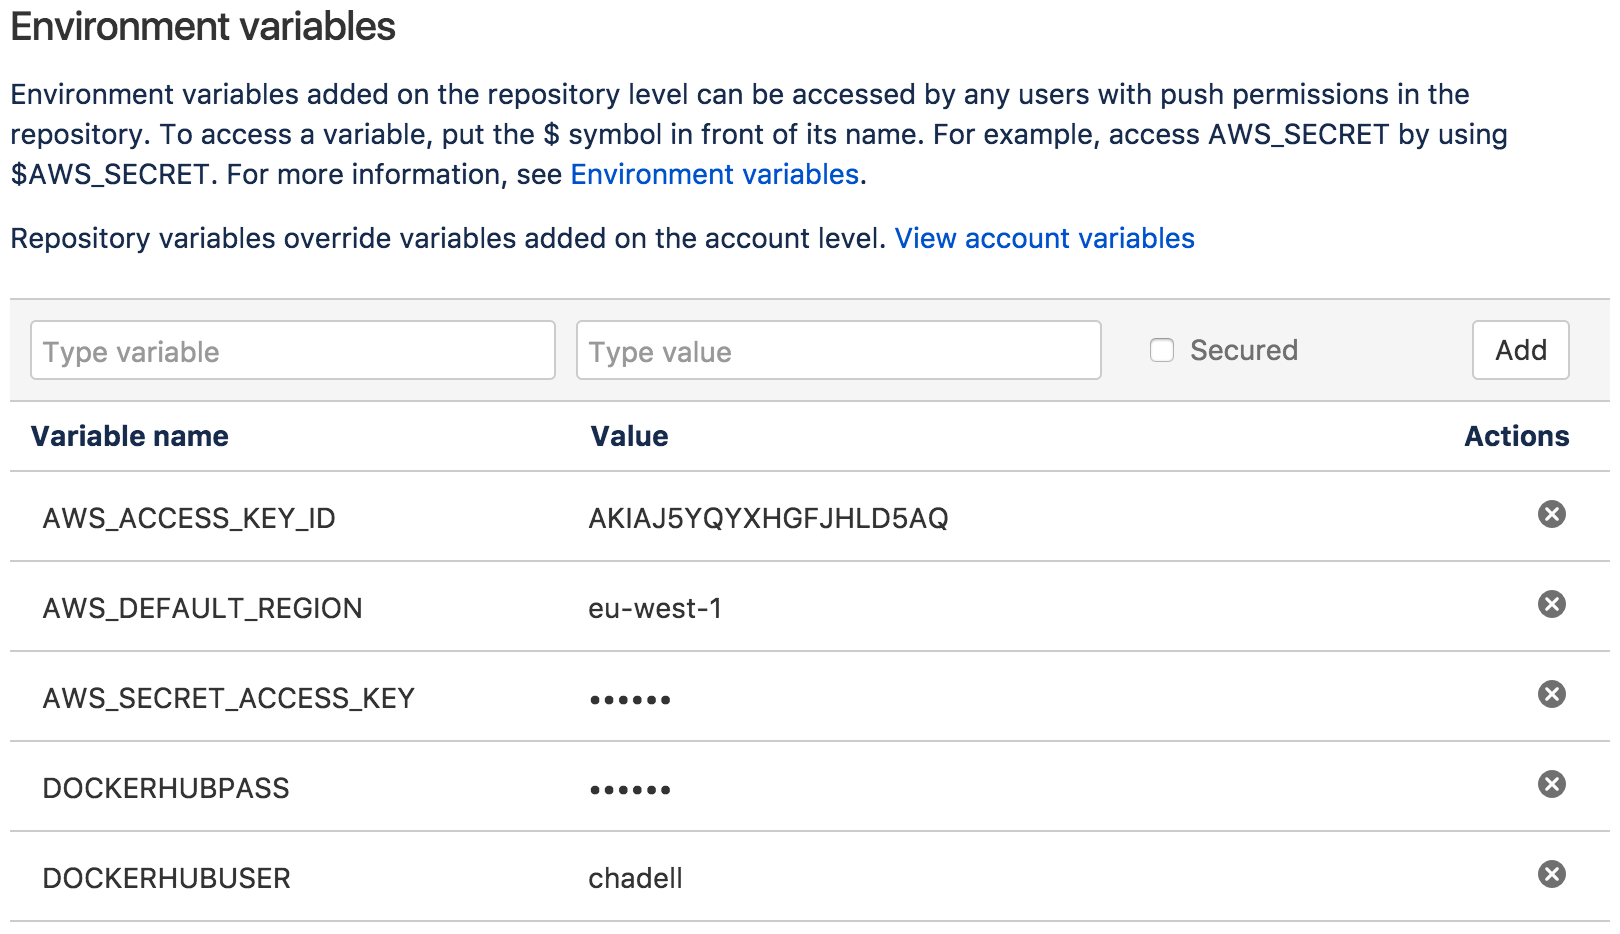 Environment variables
Environment variables added on the repository level can be accessed by any users with push permissions in the
repository. To access a variable, put the $ symbol in front of its name. For example, access AWS_SECRET by using
$AWS_SECRET. For more information, see Environment variables.
Repository variables override variables added on the account level. View account variables
Type variable Type value Secured Add
Variable name Value Actions
AWS_ACCESS_KEY_ID AKIAJ5YQYXHGFJHLD5AQ
AWS_DEFAULT_REGION eu-west-1
AWS_SECRET_ACCESS_KEY ••••••
DOCKERHUBPASS ••••••
DOCKERHUBUSER chadell